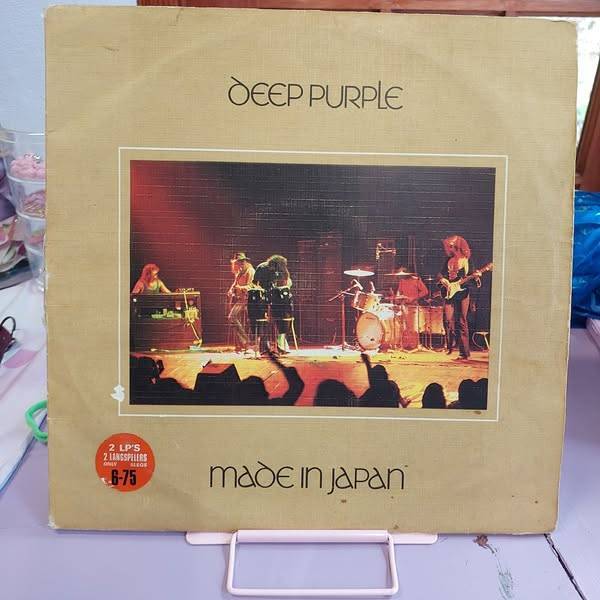 DEEP PURPLE
2 LP'S
2 LANGSPELERS
ONLY SLEGS
6-75
made in Japan